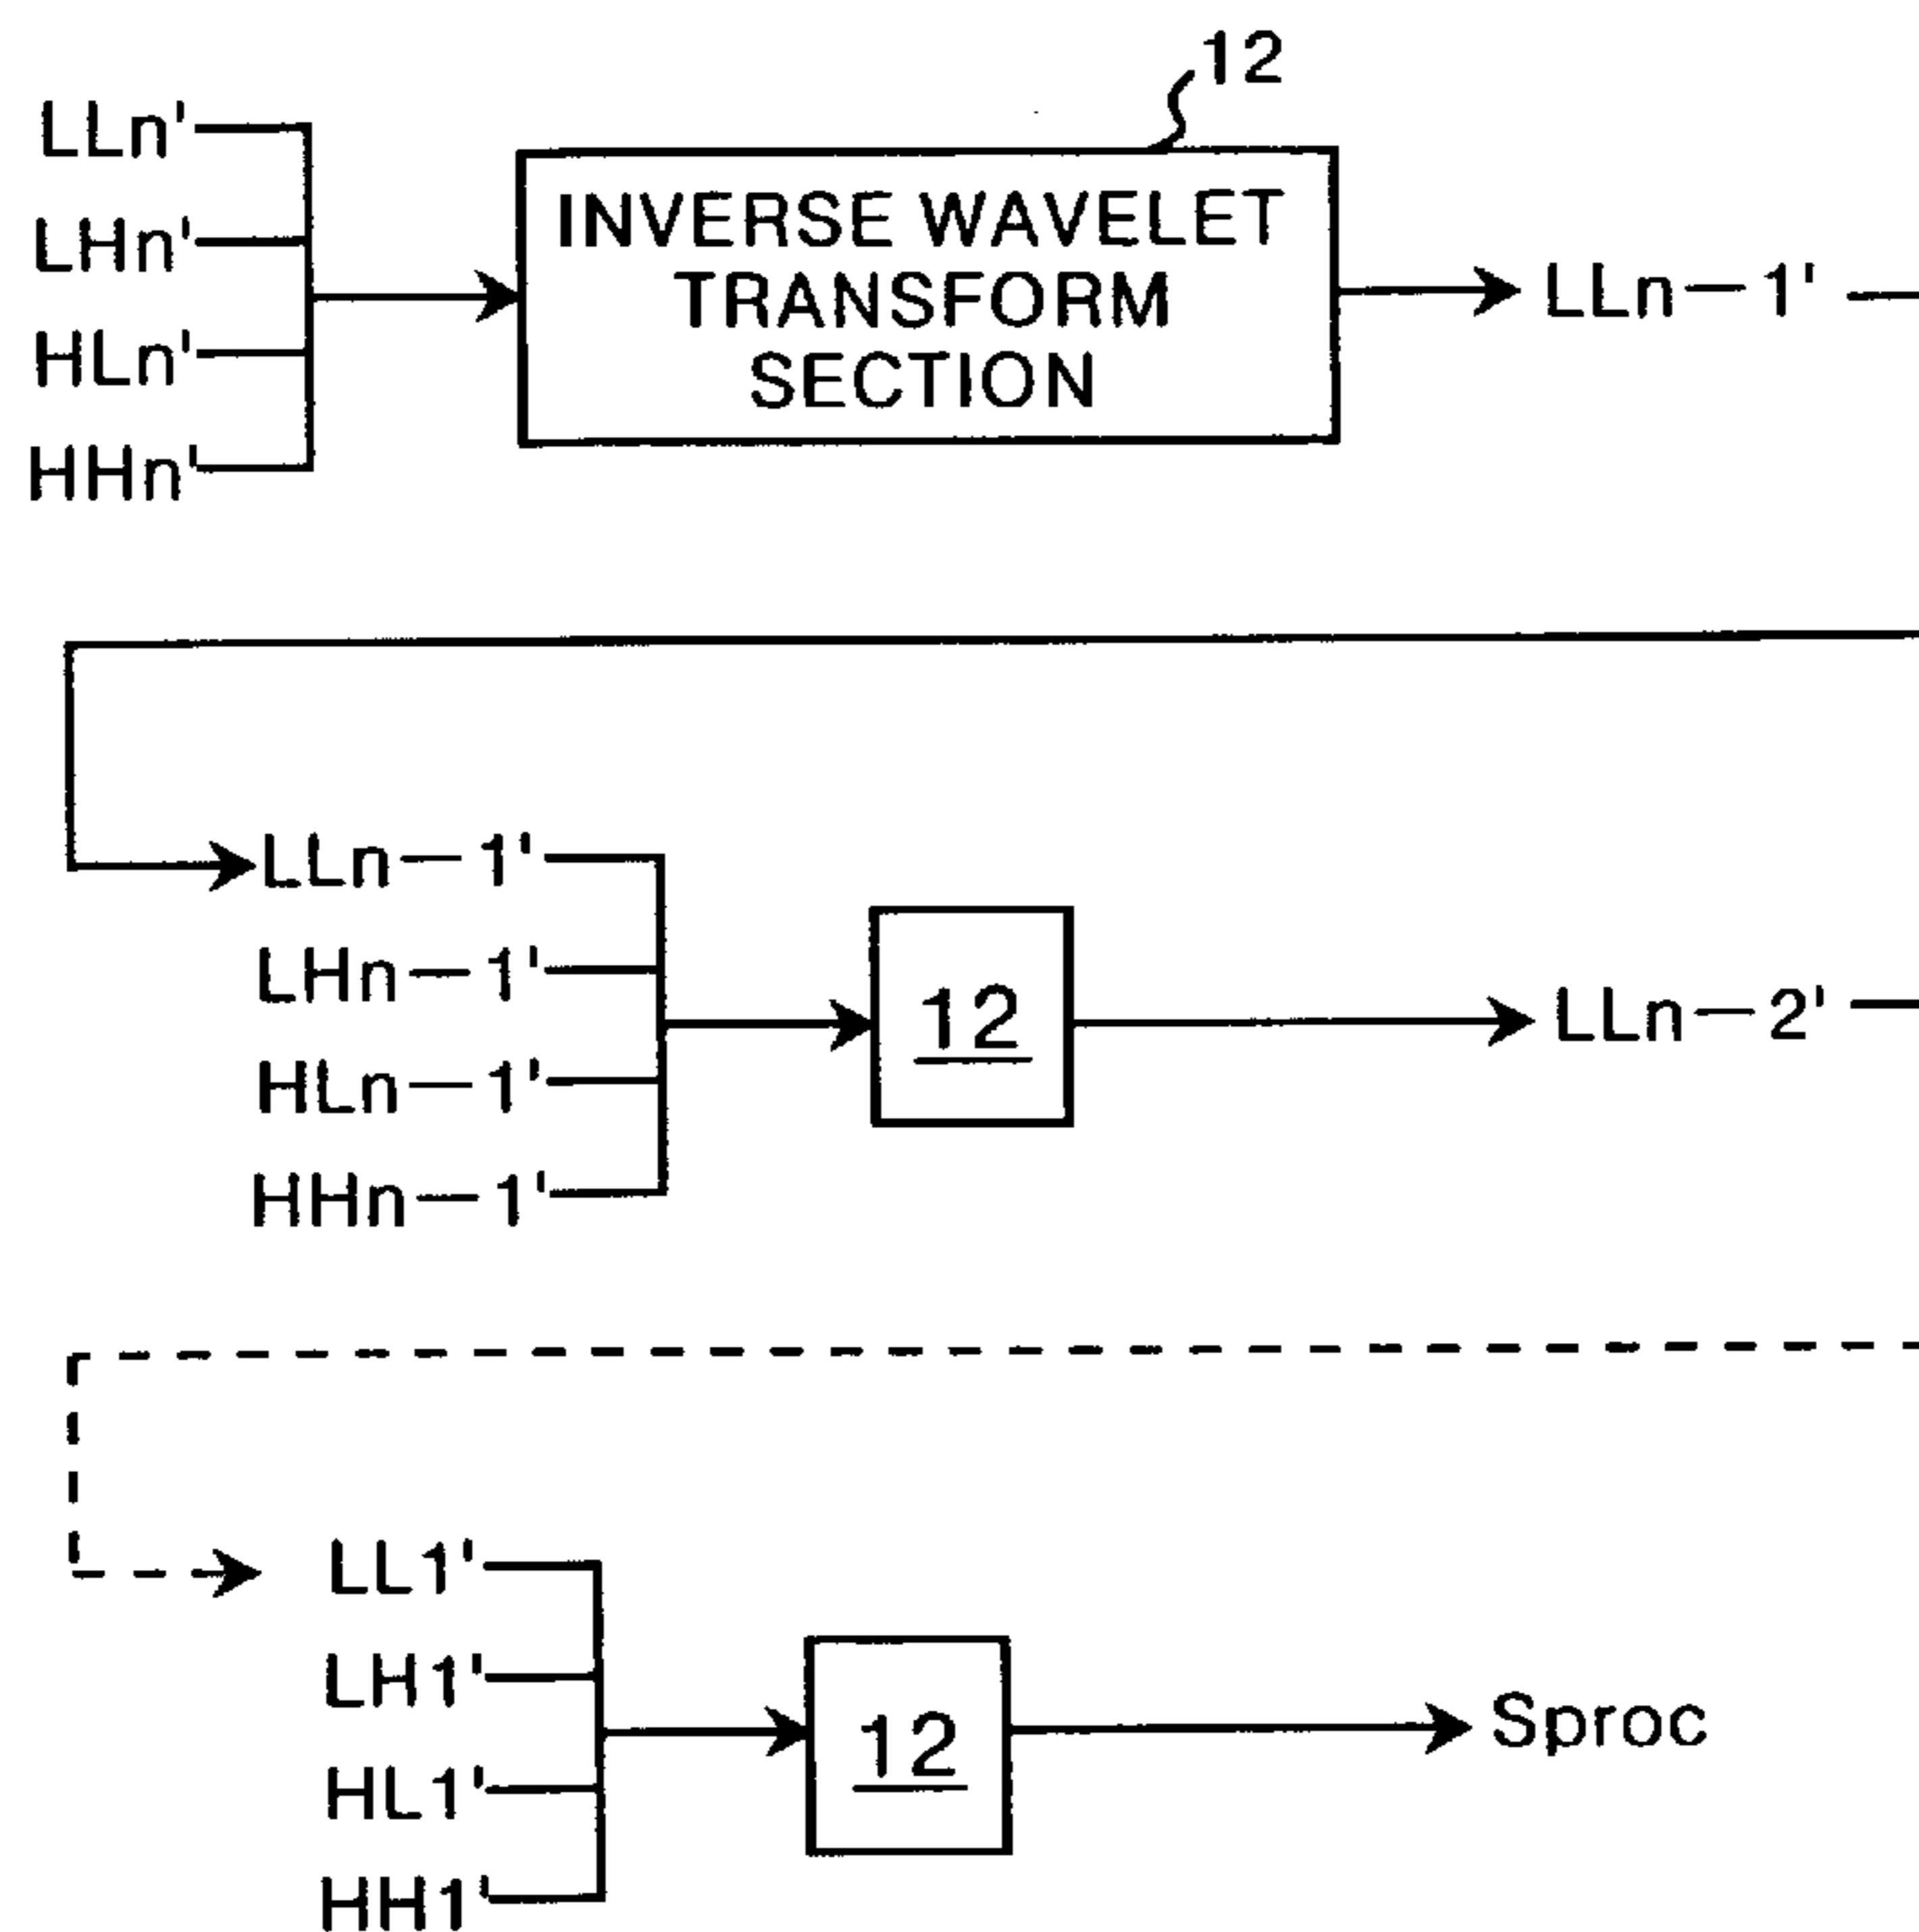 12
LLn'
LHn'
HLn'
HHn'
INVERSE WAVELET
TRANSFORM
SECTION
LLn－1'
LLn－1'
LHn－1'
HLn－1'
HHn－1'
12
LLn－2'
LL1'
LH1'
HL1'
HH1'
12
Sproc